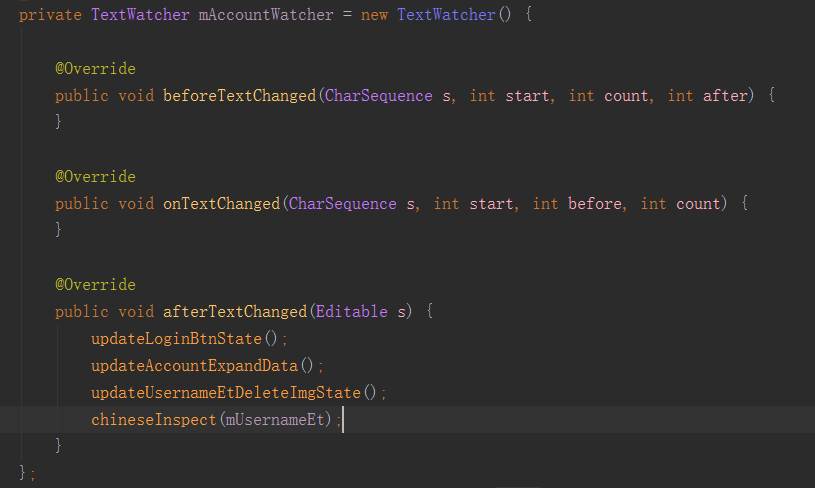 private TextWatcher mAccountWatcher = new TextWatcher() {
@Override
public void beforeTextChanged(CharSequence s, int start, int count, int after) {
}
@Override
public void onTextChanged(CharSequence s, int start, int before, int count) {
}
@Override
public void afterTextChanged(Editable s) {
updateLoginBtnState();
updateAccountExpandData();
updateUsernameEtDeleteImgState();
chineseInspect(mUsernameEt);
}
};